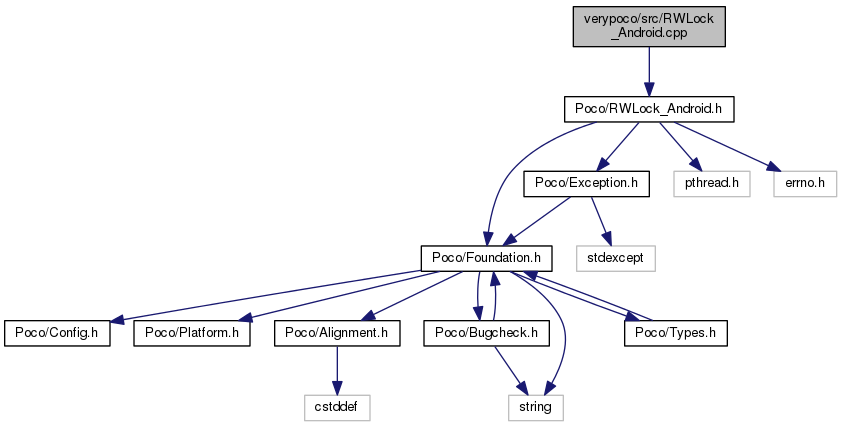 verypoco/src/RWLock
_Android.cpp
Poco/RWLock_Android.h
Poco/Exception.h
pthread.h
errno.h
Poco/Foundation.h
stdexcept
Poco/Config.h
Poco/Platform.h
Poco/Alignment.h
Poco/Bugcheck.h
Poco/Types.h
cstddef
string